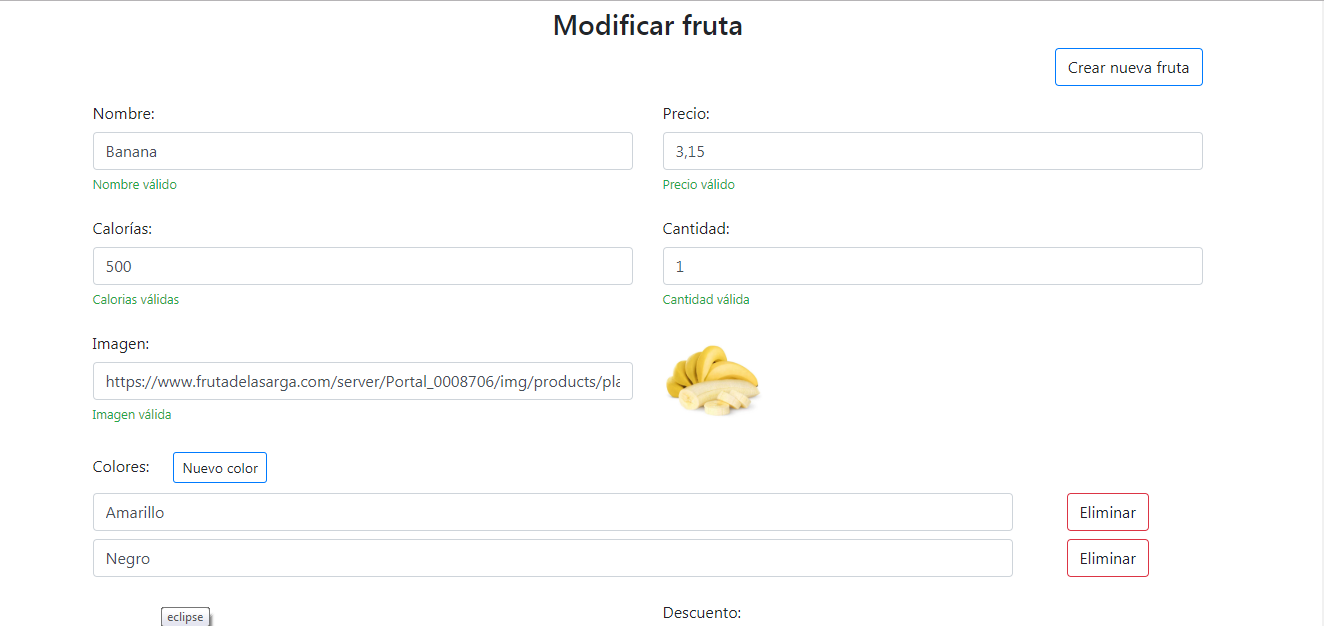 Modificar fruta
Crear nueva fruta
Nombre:
Precio:
Banana
3,15
Nombre válido
Precio válido
Calorías:
Cantidad:
500
1
Calorias válidas
Cantidad válida
Imagen:
https://www.frutadelasarga.com/server/Portal_0008706/img/products/pla
Imagen válida
Colores:
Nuevo color
Amarillo
Eliminar
Negro
Eliminar
Descuento:
eclipse